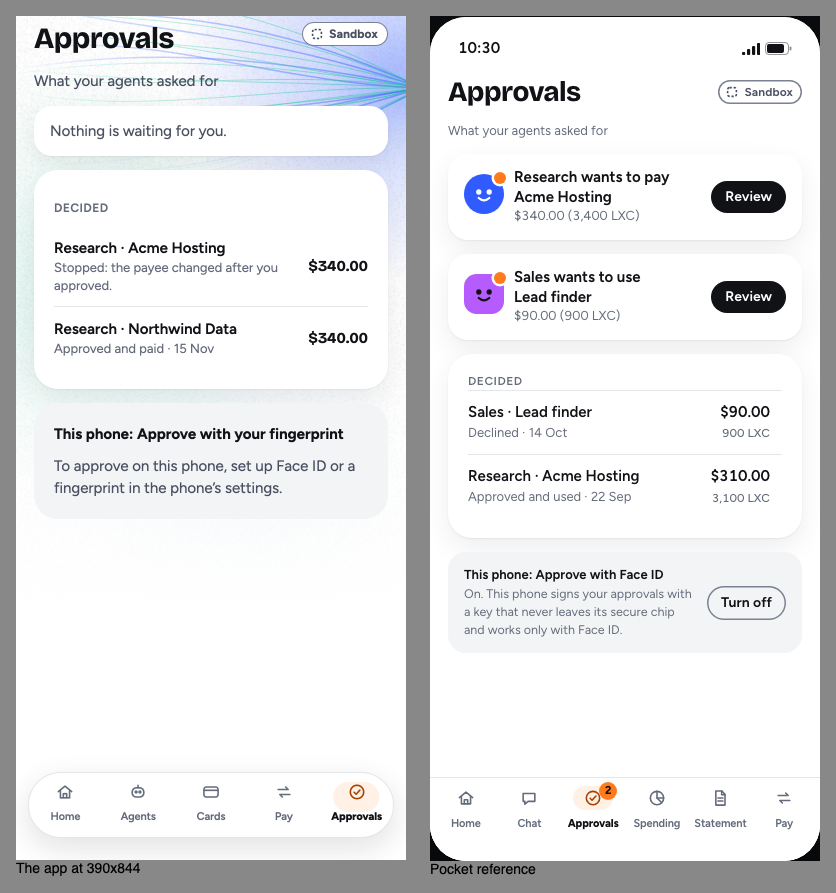 Approvals
Sandbox
What your agents asked for
Nothing is waiting for you.
DECIDED
Research · Acme Hosting
Stopped: the payee changed after you
approved.
$340.00
Research · Northwind Data
Approved and paid · 15 Nov
$340.00
This phone: Approve with your fingerprint
To approve on this phone, set up Face ID or a
fingerprint in the phone’s settings.
Home
Agents
Cards
Pay
Approvals
The app at 390x844
10:30
Approvals
Sandbox
What your agents asked for
Research wants to pay
Acme Hosting
$340.00 (3,400 LXC)
Review
Sales wants to use
Lead finder
$90.00 (900 LXC)
Review
DECIDED
Sales · Lead finder
$90.00
Declined · 14 Oct
900 LXC
Research · Acme Hosting
$310.00
Approved and used · 22 Sep
3,100 LXC
This phone: Approve with Face ID
On. This phone signs your approvals with
a key that never leaves its secure chip
and works only with Face ID.
Turn off
2
Home
Chat
Approvals
Spending
Statement
Pay
Pocket reference